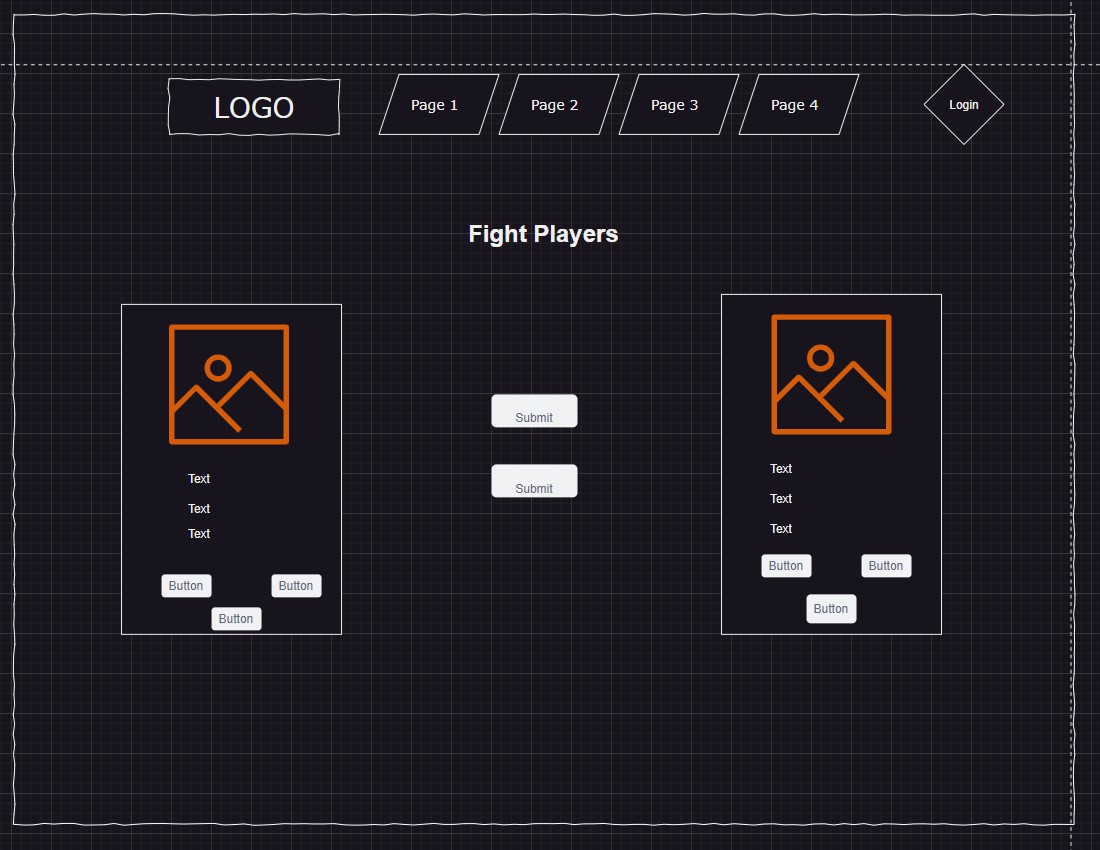 LOGO
Page 1
Page 2
Page 3
Page 4
Login
Fight Players
Text
Text
Text
Button
Button
Button
Submit
Submit
Text
Text
Text
Button
Button
Button